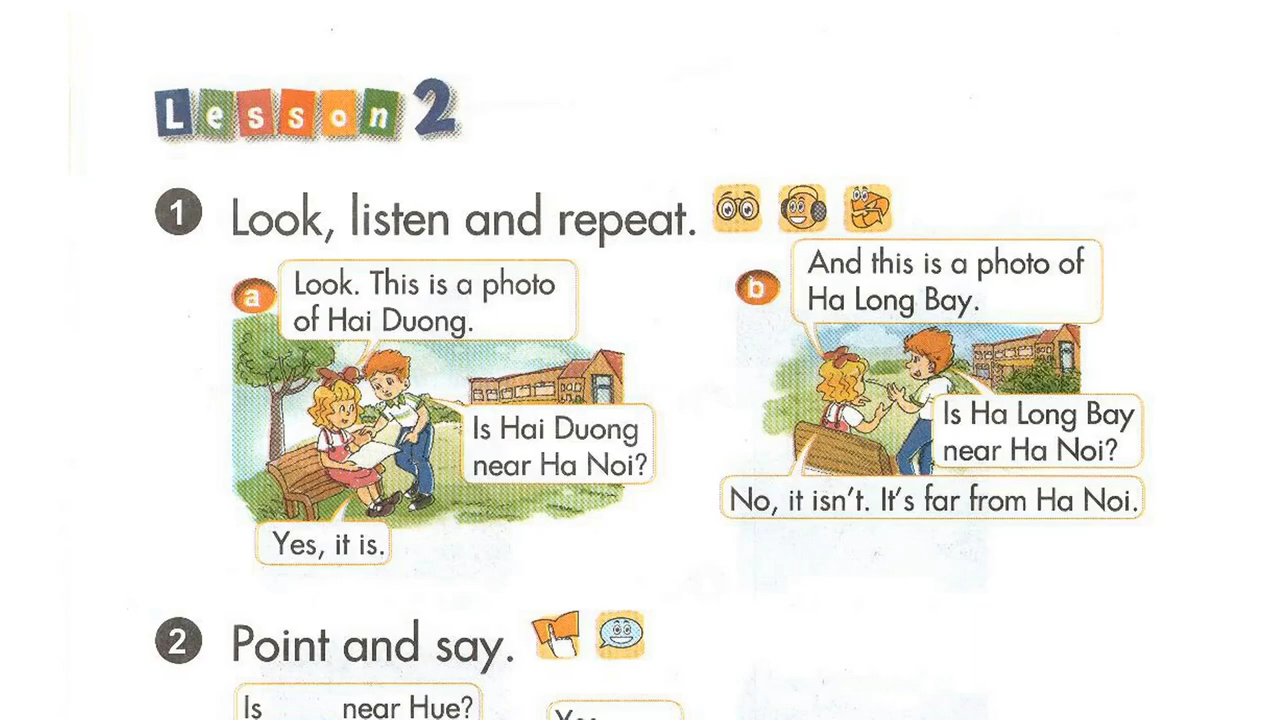 Lesson 2
1 Look, listen and repeat.
a
Look. This is a photo
of Hai Duong.
Is Hai Duong
near Ha Noi?
Yes, it is.
b
And this is a photo of
Ha Long Bay.
Is Ha Long Bay
near Ha Noi?
No, it isn't. It's far from Ha Noi.
2 Point and say.
Is ____ near Hue?
Yes